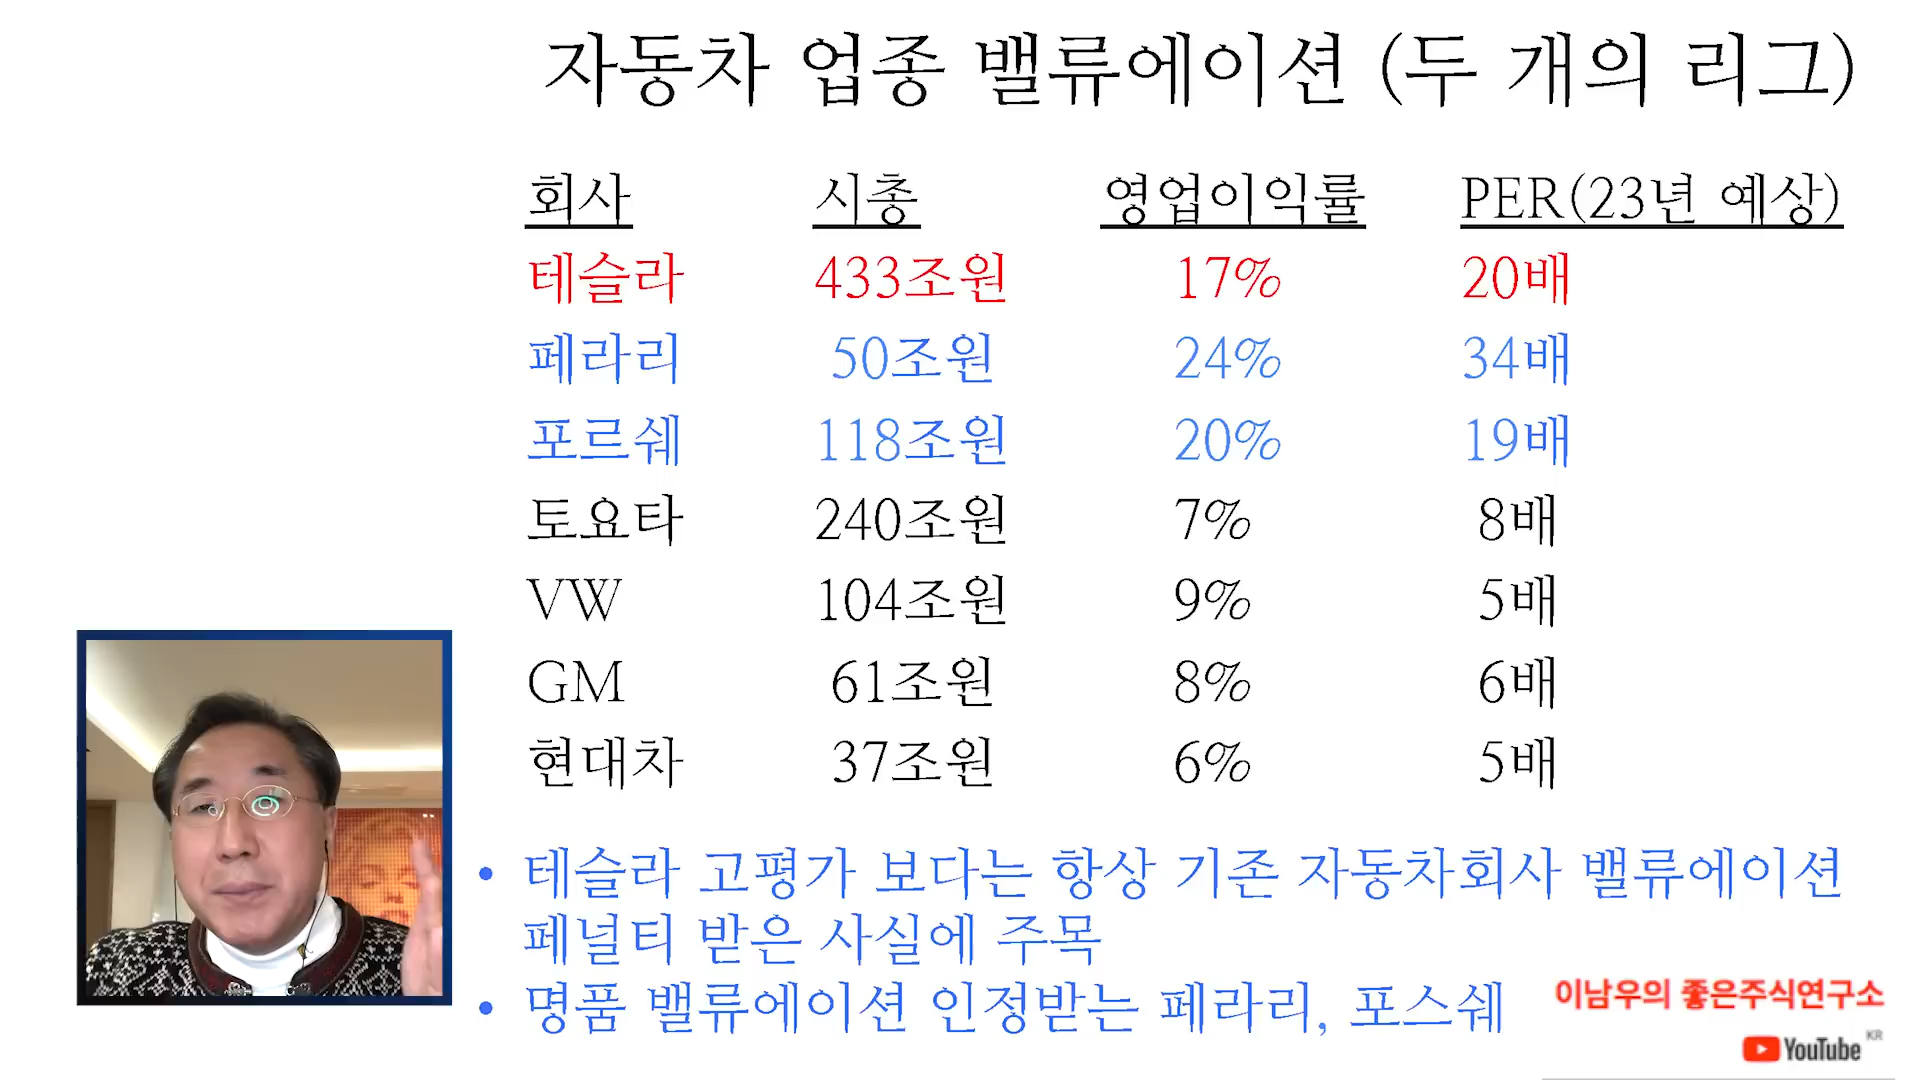 자동차 업종 밸류에이션 (두 개의 리그)
회사 시총 영업이익률 PER(23년 예상)
테슬라 433조원 17% 20배
페라리 50조원 24% 34배
포르쉐 118조원 20% 19배
토요타 240조원 7% 8배
VW 104조원 9% 5배
GM 61조원 8% 6배
현대차 37조원 6% 5배
• 테슬라 고평가 보다는 항상 기존 자동차회사 밸류에이션
페널티 받은 사실에 주목
• 명품 밸류에이션 인정받는 페라리, 포스쉐
이남우의 좋은주식연구소
YouTube KR